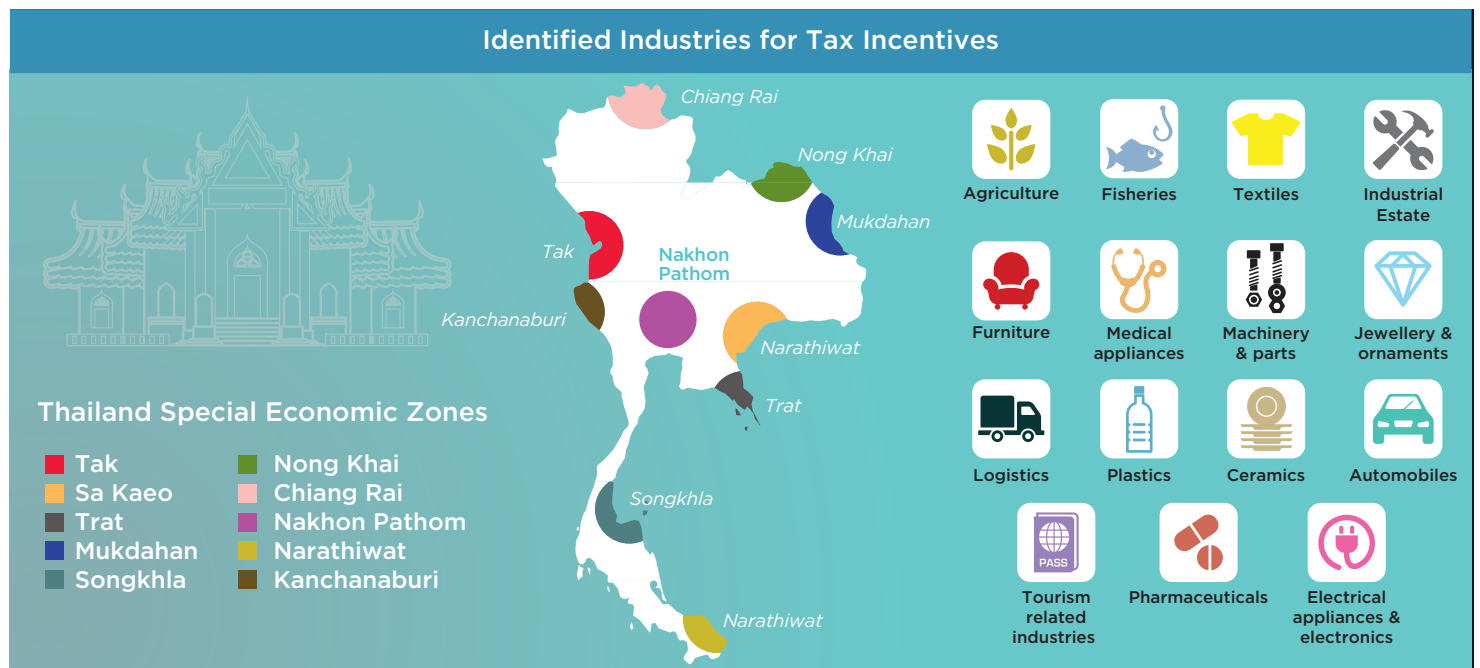 Identified Industries for Tax Incentives
Chiang Rai
Nong Khai
Mukdahan
Tak
Nakhon
Pathom
Kanchanaburi
Narathiwat
Trat
Songkhla
Narathiwat
Thailand Special Economic Zones
Tak
Sa Kaeo
Trat
Mukdahan
Songkhla
Nong Khai
Chiang Rai
Nakhon Pathom
Narathiwat
Kanchanaburi
Agriculture
Fisheries
Textiles
Industrial
Estate
Furniture
Medical
appliances
Machinery
& parts
Jewellery &
ornaments
Logistics
Plastics
Ceramics
Automobiles
PASS
Tourism
related
industries
Pharmaceuticals
Electrical
appliances &
electronics